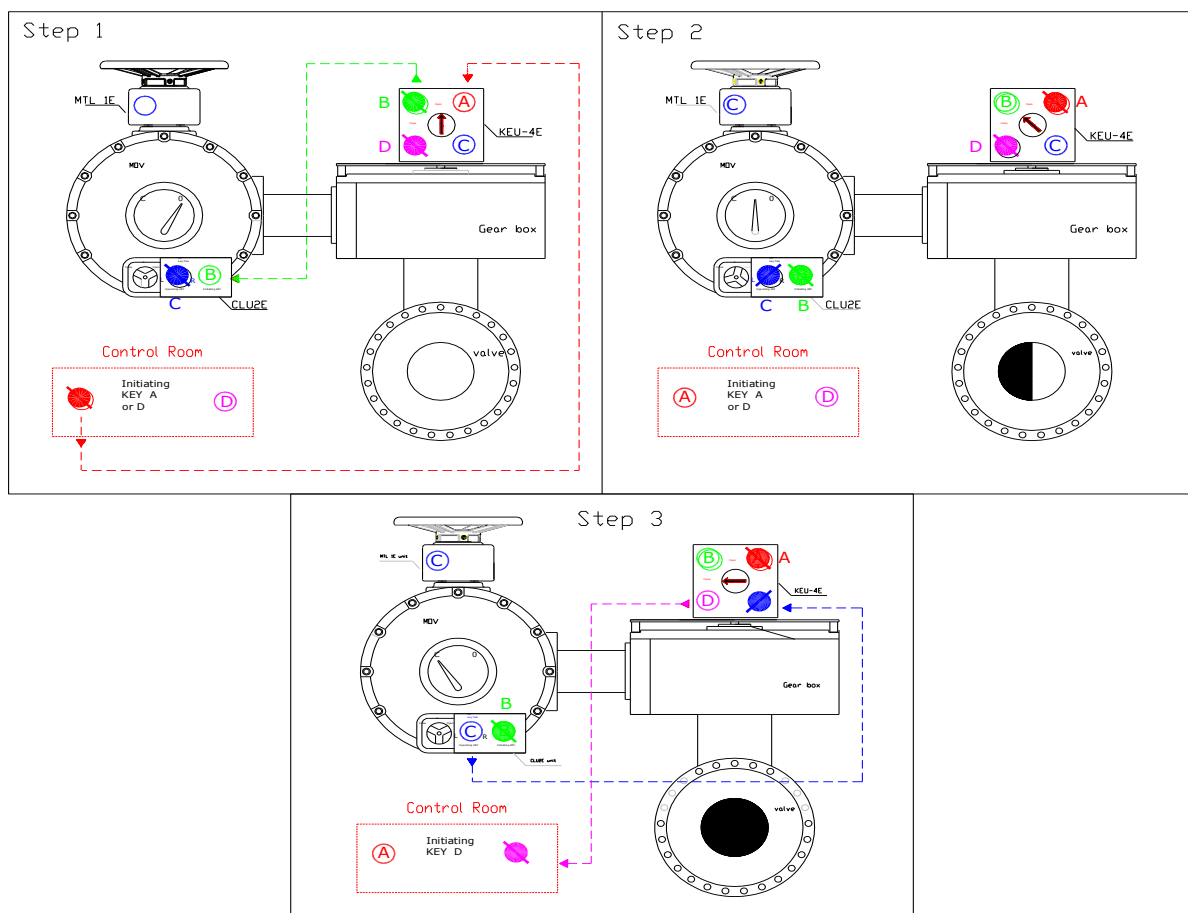 Step 1
MTL 1E
B
A
D
C
KEU-4E
MOV
C
O
Gear box
B
R
C
CLU2E
valve
Control Room
Initiating
KEY A
or D
D
Step 2
MTL 1E
C
B
A
D
C
KEU-4E
MOV
C
O
Gear box
C
B
CLU2E
valve
Control Room
A
Initiating
KEY A
or D
D
Step 3
MTL 1E unit
C
B
A
A
D
KEU-4E
MOV
C
O
Gear box
B
C
R
B
CLU2E unit
valve
Control Room
A
Initiating
KEY D